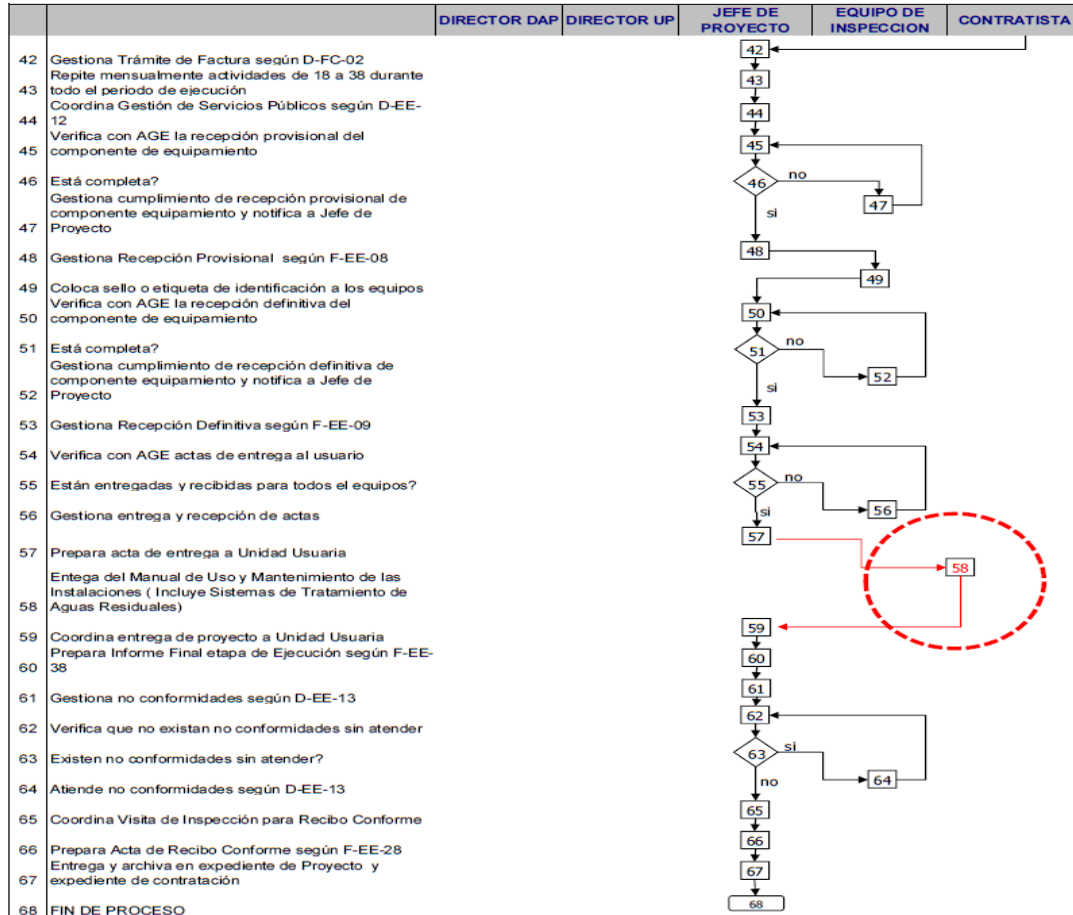 DIRECTOR DAP DIRECTOR UP JEFE DE PROYECTO EQUIPO DE INSPECCION CONTRATISTA
42 Gestiona Trámite de Factura según D-FC-02
Repite mensualmente actividades de 18 a 38 durante
43 todo el periodo de ejecución
Coordina Gestión de Servicios Públicos según D-EE-
44 12
Verifica con AGE la recepción provisional del
45 componente de equipamiento
46 Está completa?
Gestiona cumplimiento de recepción provisional de
componente equipamiento y notifica a Jefe de
47 Proyecto
48 Gestiona Recepción Provisional según F-EE-08
49 Coloca sello o etiqueta de identificación a los equipos
Verifica con AGE la recepción definitiva del
50 componente de equipamiento
51 Está completa?
Gestiona cumplimiento de recepción definitiva de
componente equipamiento y notifica a Jefe de
52 Proyecto
53 Gestiona Recepción Definitiva según F-EE-09
54 Verifica con AGE actas de entrega al usuario
55 Están entregadas y recibidas para todos el equipos?
56 Gestiona entrega y recepción de actas
57 Prepara acta de entrega a Unidad Usuaria
Entega del Manual de Uso y Mantenimiento de las
Instalaciones ( Incluye Sistemas de Tratamiento de
58 Aguas Residuales)
59 Coordina entrega de proyecto a Unidad Usuaria
Prepara Informe Final etapa de Ejecución según F-EE-
60 38
61 Gestiona no conformidades según D-EE-13
62 Verifica que no existan no conformidades sin atender
63 Existen no conformidades sin atender?
64 Atiende no conformidades según D-EE-13
65 Coordina Visita de Inspección para Recibo Conforme
66 Prepara Acta de Recibo Conforme según F-EE-28
Entrega y archiva en expediente de Proyecto y
67 expediente de contratación
68 FIN DE PROCESO
42
43
44
45
46 no
47
si
48
49
50
51 no
52
si
53
54
55 no
56
si
57
58
59
60
61
62
63 si
64
no
65
66
67
68